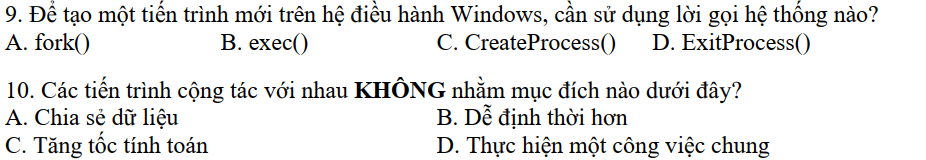 9. Để tạo một tiến trình mới trên hệ điều hành Windows, cần sử dụng lời gọi hệ thống nào?
A. fork() B. exec() C. CreateProcess() D. ExitProcess()
10. Các tiến trình cộng tác với nhau KHÔNG nhằm mục đích nào dưới đây?
A. Chia sẻ dữ liệu B. Dễ định thời hơn
C. Tăng tốc tính toán D. Thực hiện một công việc chung